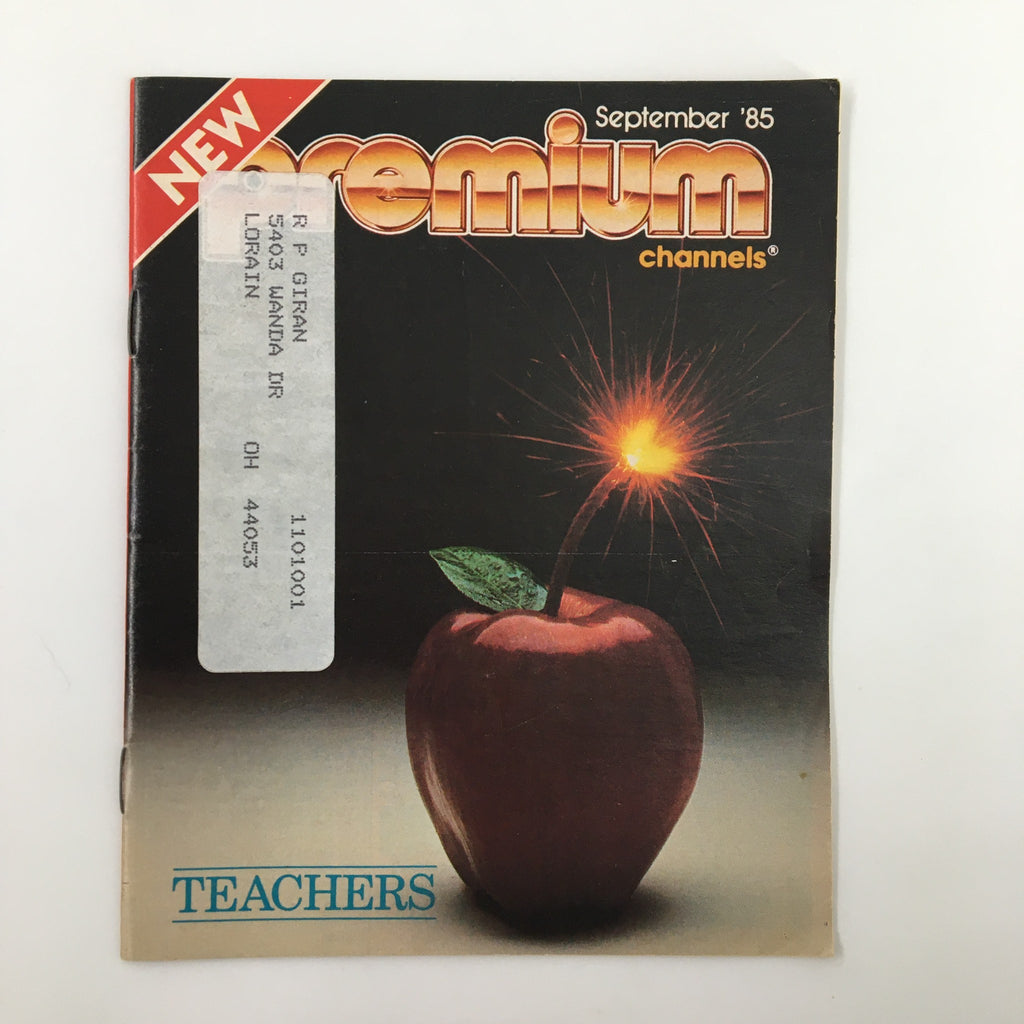 NEW
September '85
premium
channels®
R P GIRAN 1101001
5403 WANDA DR
LORAIN OH 44053
TEACHERS